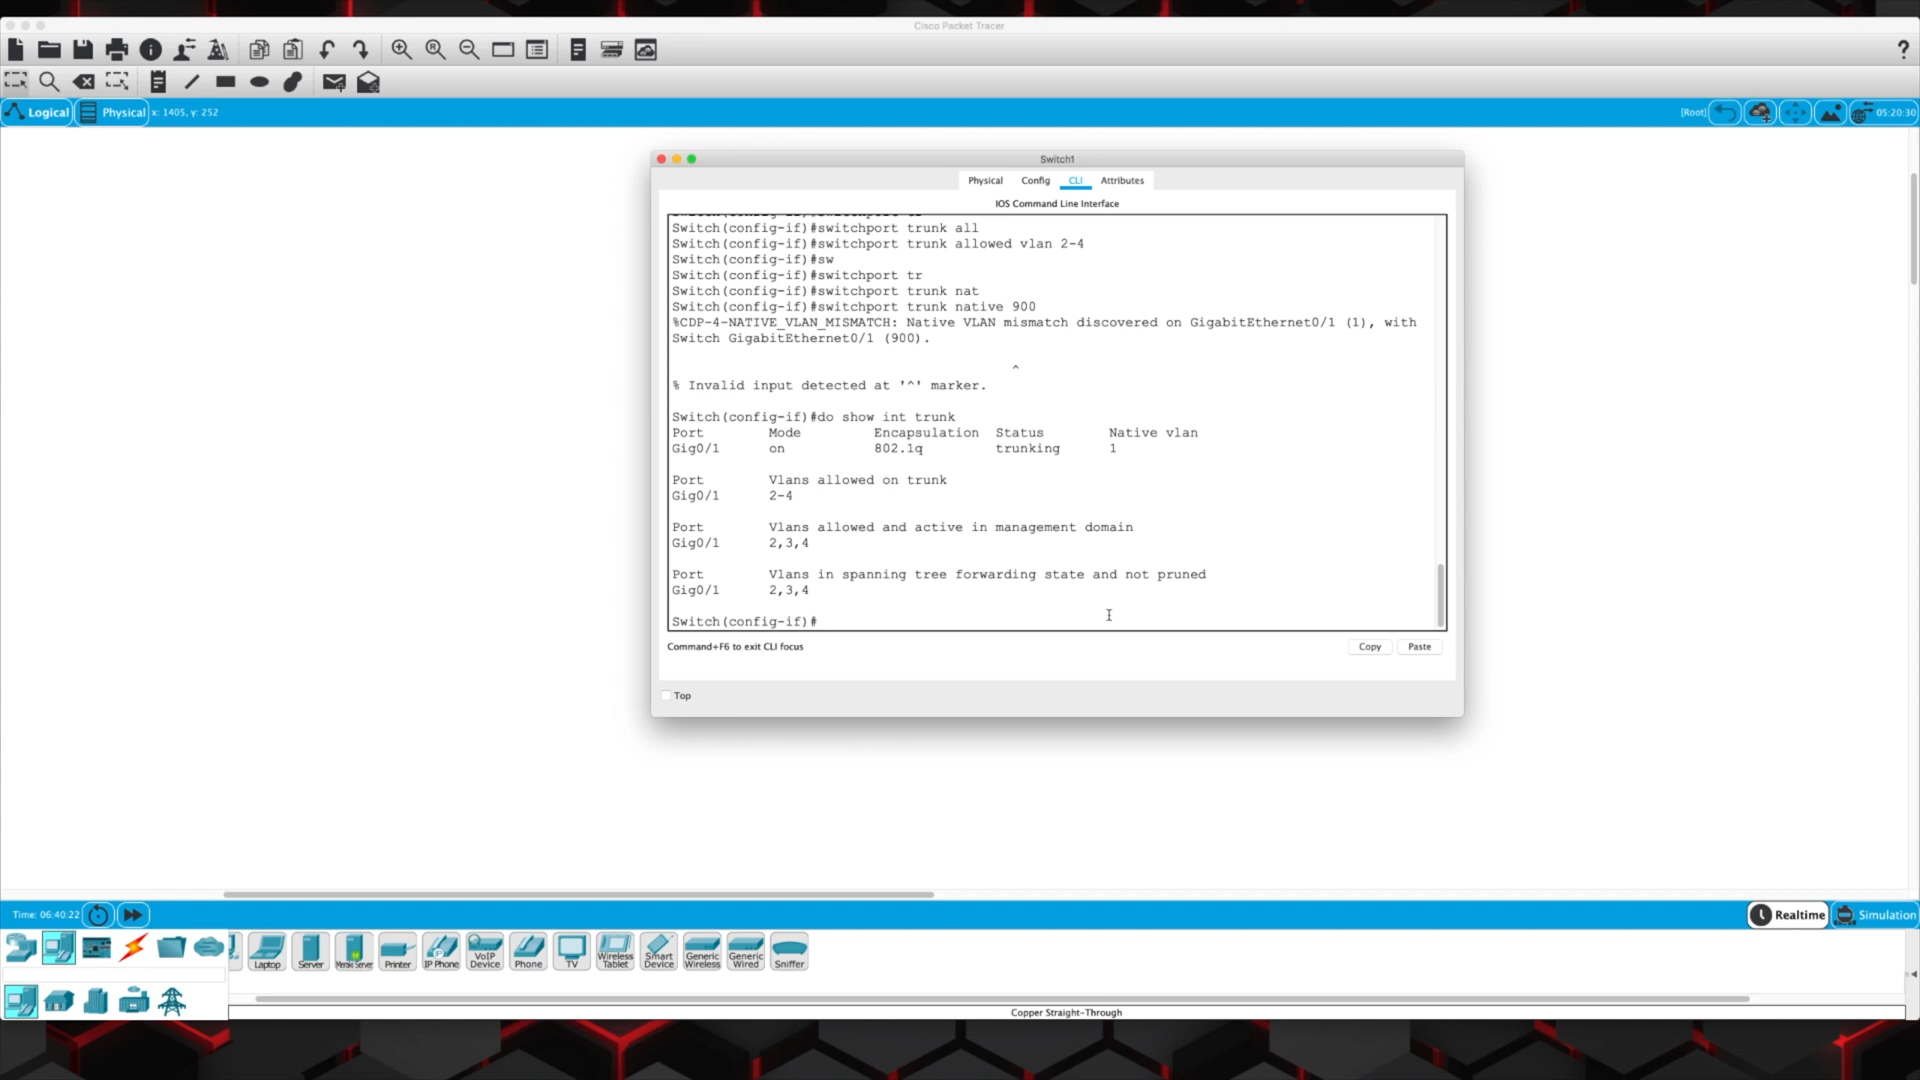 Cisco Packet Tracer
?
Logical
Physical
x: 1405, y: 252
[Root]
05:20:30
Switch1
Physical
Config
CLI
Attributes
IOS Command Line Interface
Switch(config-if)#switchport trunk all
Switch(config-if)#switchport trunk allowed vlan 2-4
Switch(config-if)#sw
Switch(config-if)#switchport tr
Switch(config-if)#switchport trunk nat
Switch(config-if)#switchport trunk native 900
%CDP-4-NATIVE_VLAN_MISMATCH: Native VLAN mismatch discovered on GigabitEthernet0/1 (1), with
Switch GigabitEthernet0/1 (900).
^
% Invalid input detected at '^' marker.
Switch(config-if)#do show int trunk
Port Mode Encapsulation Status Native vlan
Gig0/1 on 802.1q trunking 1
Port Vlans allowed on trunk
Gig0/1 2-4
Port Vlans allowed and active in management domain
Gig0/1 2,3,4
Port Vlans in spanning tree forwarding state and not pruned
Gig0/1 2,3,4
Switch(config-if)#
Command+F6 to exit CLI focus
Copy
Paste
Top
Time: 06:40:22
Realtime
Simulation
Laptop
Server
Meraki Server
Printer
IP Phone
VoIP Device
Phone
TV
Wireless Tablet
Smart Device
Generic Wireless
Generic Wired
Sniffer
Copper Straight-Through